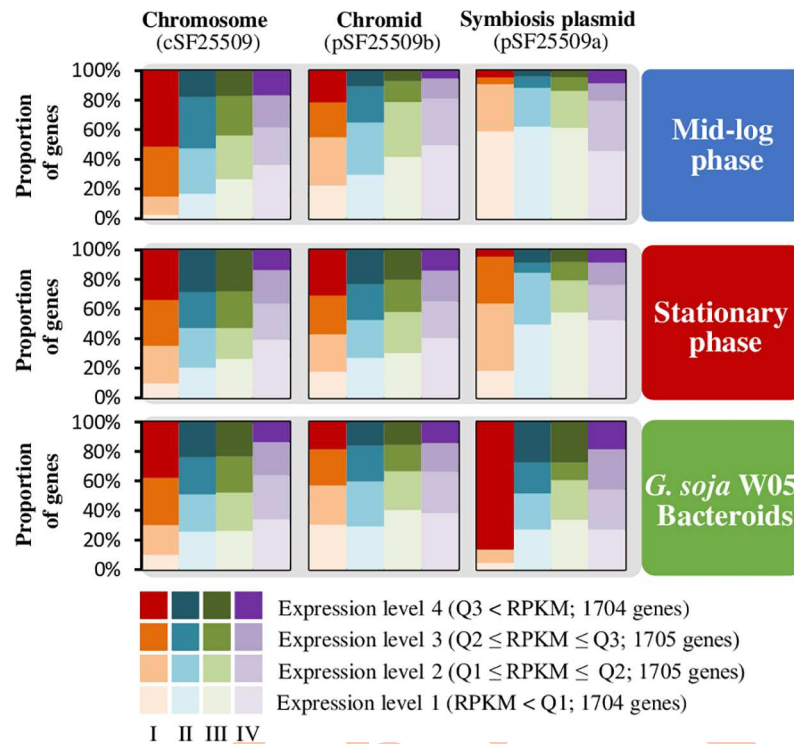 Chromosome Chromid Symbiosis plasmid
(cSF25509) (pSF25509b) (pSF25509a)
Proportion
of genes
100%
80%
60%
40%
20%
0%
Mid-log
phase
Proportion
of genes
100%
80%
60%
40%
20%
0%
Stationary
phase
Proportion
of genes
100%
80%
60%
40%
20%
0%
G. soja W05
Bacteroids
Expression level 4 (Q3 < RPKM; 1704 genes)
Expression level 3 (Q2 ≤ RPKM ≤ Q3; 1705 genes)
Expression level 2 (Q1 ≤ RPKM ≤ Q2; 1705 genes)
Expression level 1 (RPKM < Q1; 1704 genes)
I II III IV